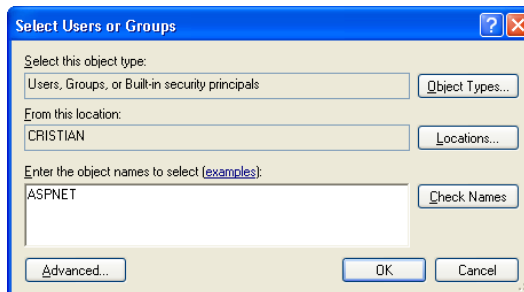 Select Users or Groups
Select this object type:
Users, Groups, or Built-in security principals
Object Types...
From this location:
CRISTIAN
Locations...
Enter the object names to select (examples):
ASPNET
Check Names
Advanced...
OK
Cancel